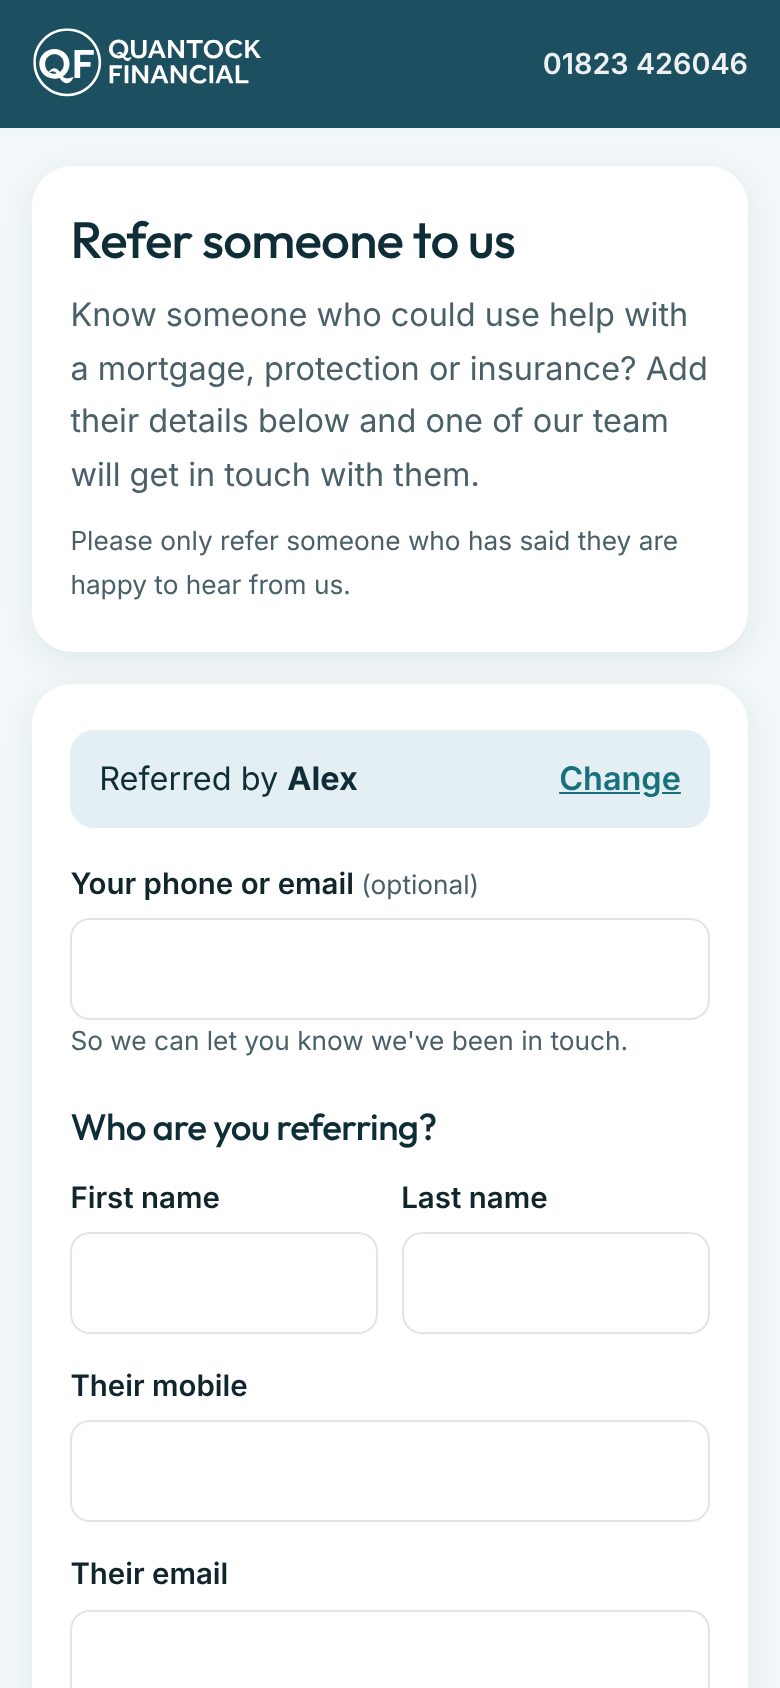 QF QUANTOCK
FINANCIAL
01823 426046
Refer someone to us
Know someone who could use help with
a mortgage, protection or insurance? Add
their details below and one of our team
will get in touch with them.
Please only refer someone who has said they are
happy to hear from us.
Referred by Alex Change
Your phone or email (optional)
So we can let you know we've been in touch.
Who are you referring?
First name Last name
Their mobile
Their email